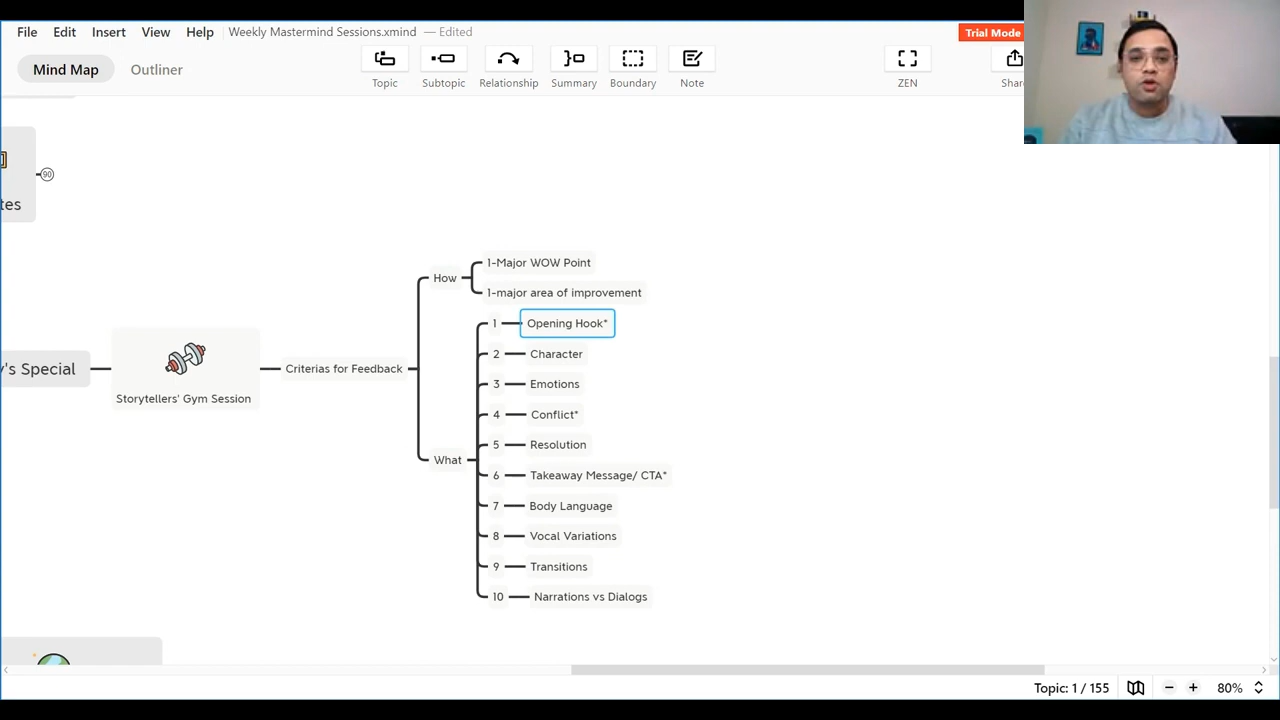 File Edit Insert View Help Weekly Mastermind Sessions.xmind — Edited
Trial Mode
Mind Map Outliner
Topic Subtopic Relationship Summary Boundary Note ZEN Share
90
tes
How
1-Major WOW Point
1-major area of improvement
y's Special
Storytellers' Gym Session
Criterias for Feedback
What
1 Opening Hook*
2 Character
3 Emotions
4 Conflict*
5 Resolution
6 Takeaway Message/ CTA*
7 Body Language
8 Vocal Variations
9 Transitions
10 Narrations vs Dialogs
Topic: 1 / 155 80%